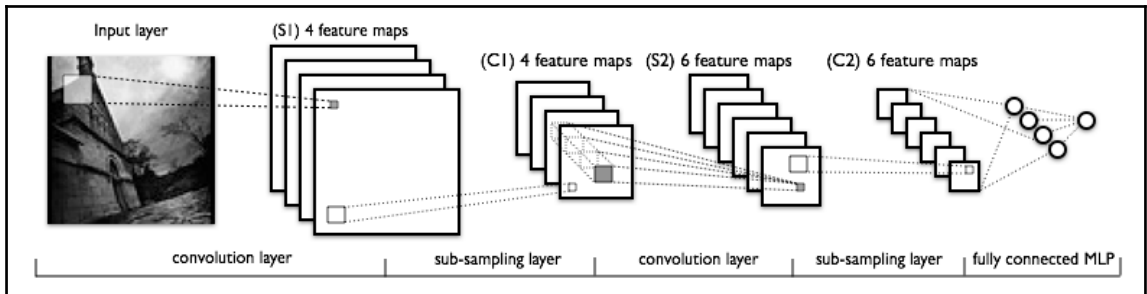 Input layer
(S1) 4 feature maps
(C1) 4 feature maps
(S2) 6 feature maps
(C2) 6 feature maps
convolution layer
sub-sampling layer
convolution layer
sub-sampling layer
fully connected MLP